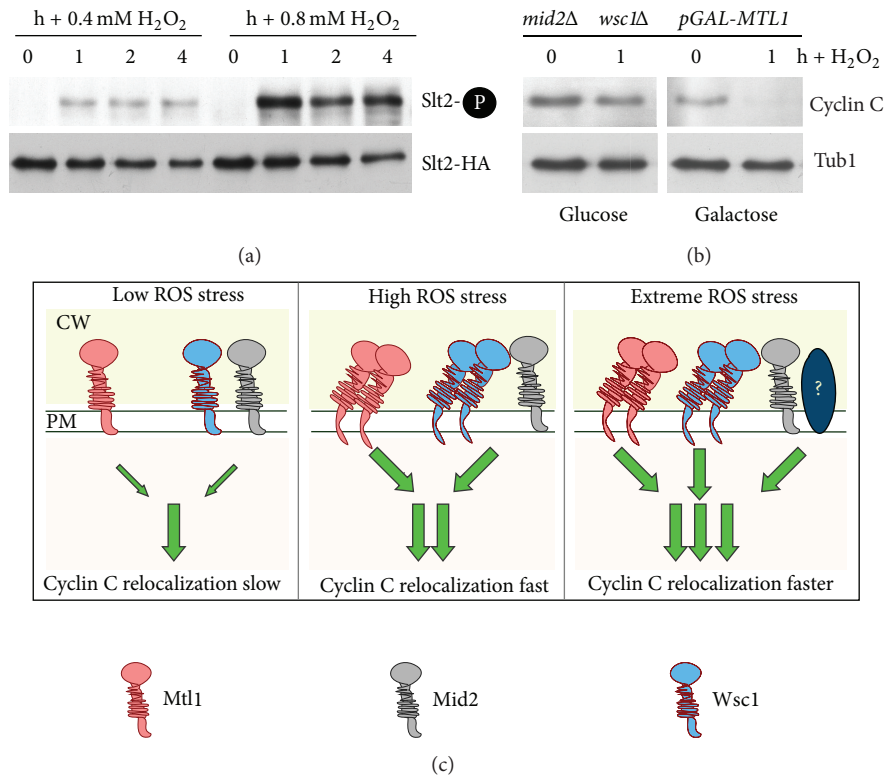 h + 0.4 mM H₂O₂ h + 0.8 mM H₂O₂
0 1 2 4 0 1 2 4
Slt2- P
Slt2-HA
(a)
mid2Δ wsc1Δ pGAL-MTL1
0 1 0 1 h + H₂O₂
Cyclin C
Tub1
Glucose Galactose
(b)
Low ROS stress High ROS stress Extreme ROS stress
CW
?
PM
Cyclin C relocalization slow Cyclin C relocalization fast Cyclin C relocalization faster
Mtl1 Mid2 Wsc1
(c)